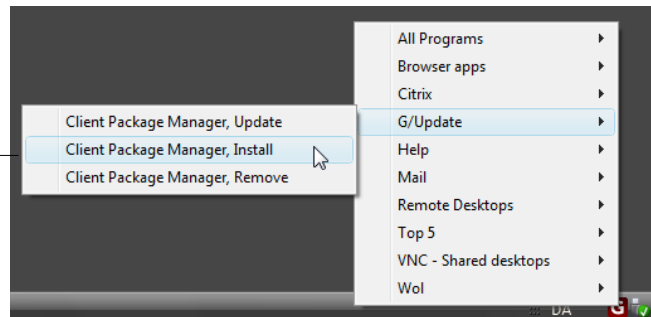 All Programs
Browser apps
Citrix
G/Update
Help
Mail
Remote Desktops
Top 5
VNC - Shared desktops
Wol
Client Package Manager, Update
Client Package Manager, Install
Client Package Manager, Remove
DA
G